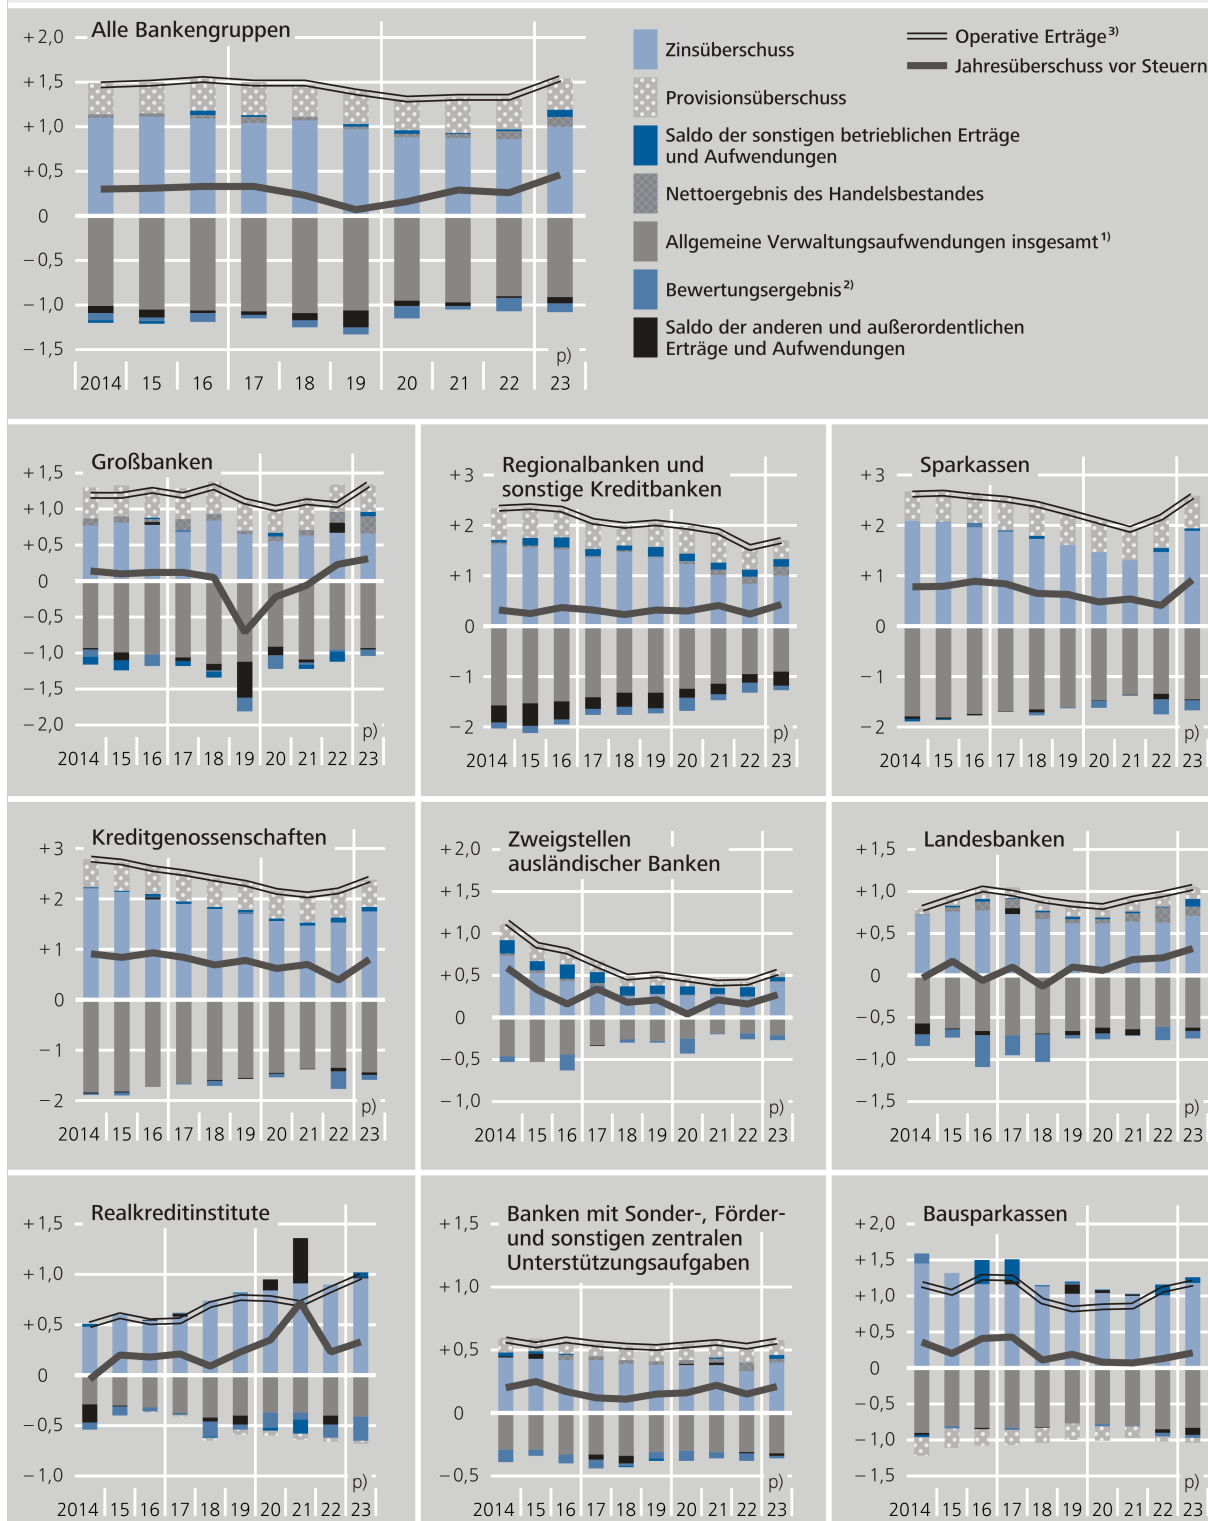 Alle Bankengruppen
+ 2,0
+ 1,5
+ 1,0
+ 0,5
0
− 0,5
− 1,0
− 1,5
p)
2014 15 16 17 18 19 20 21 22 23
Zinsüberschuss
Provisionsüberschuss
Saldo der sonstigen betrieblichen Erträge
und Aufwendungen
Nettoergebnis des Handelsbestandes
Allgemeine Verwaltungsaufwendungen insgesamt 1)
Bewertungsergebnis 2)
Saldo der anderen und außerordentlichen
Erträge und Aufwendungen
Operative Erträge 3)
Jahresüberschuss vor Steuern
Großbanken
+ 1,5
+ 1,0
+ 0,5
0
− 0,5
− 1,0
− 1,5
− 2,0
p)
2014 15 16 17 18 19 20 21 22 23
Regionalbanken und
sonstige Kreditbanken
+ 3
+ 2
+ 1
0
− 1
− 2
p)
2014 15 16 17 18 19 20 21 22 23
Sparkassen
+ 3
+ 2
+ 1
0
− 1
− 2
p)
2014 15 16 17 18 19 20 21 22 23
Kreditgenossenschaften
+ 3
+ 2
+ 1
0
− 1
− 2
p)
2014 15 16 17 18 19 20 21 22 23
Zweigstellen
ausländischer Banken
+ 2,0
+ 1,5
+ 1,0
+ 0,5
0
− 0,5
− 1,0
p)
2014 15 16 17 18 19 20 21 22 23
Landesbanken
+ 1,5
+ 1,0
+ 0,5
0
− 0,5
− 1,0
− 1,5
p)
2014 15 16 17 18 19 20 21 22 23
Realkreditinstitute
+ 1,5
+ 1,0
+ 0,5
0
− 0,5
− 1,0
p)
2014 15 16 17 18 19 20 21 22 23
Banken mit Sonder-, Förder-
und sonstigen zentralen
Unterstützungsaufgaben
+ 1,5
+ 1,0
+ 0,5
0
− 0,5
p)
2014 15 16 17 18 19 20 21 22 23
Bausparkassen
+ 2,0
+ 1,5
+ 1,0
+ 0,5
0
− 0,5
− 1,0
− 1,5
p)
2014 15 16 17 18 19 20 21 22 23